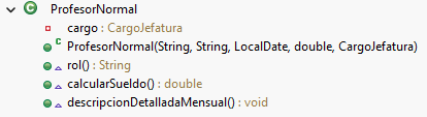 ProfesorNormal
cargo : CargoJefatura
ProfesorNormal(String, String, LocalDate, double, CargoJefatura)
rol() : String
calcularSueldo() : double
descripcionDetalladaMensual() : void